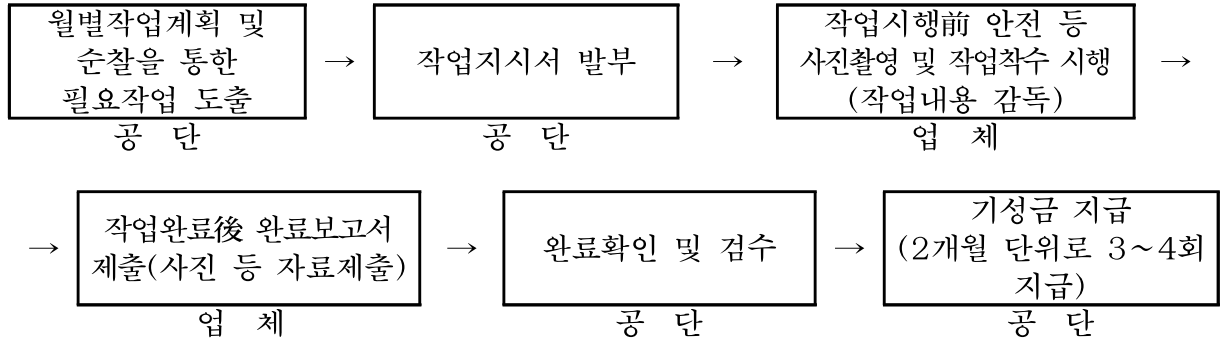 월별작업계획 및
순찰을 통한
필요작업 도출
공 단
→
작업지시서 발부
공 단
→
작업시행前 안전 등
사진촬영 및 작업착수 시행
(작업내용 감독)
업 체
→
→
작업완료後 완료보고서
제출(사진 등 자료제출)
업 체
→
완료확인 및 검수
공 단
→
기성금 지급
(2개월 단위로 3~4회
지급)
공 단